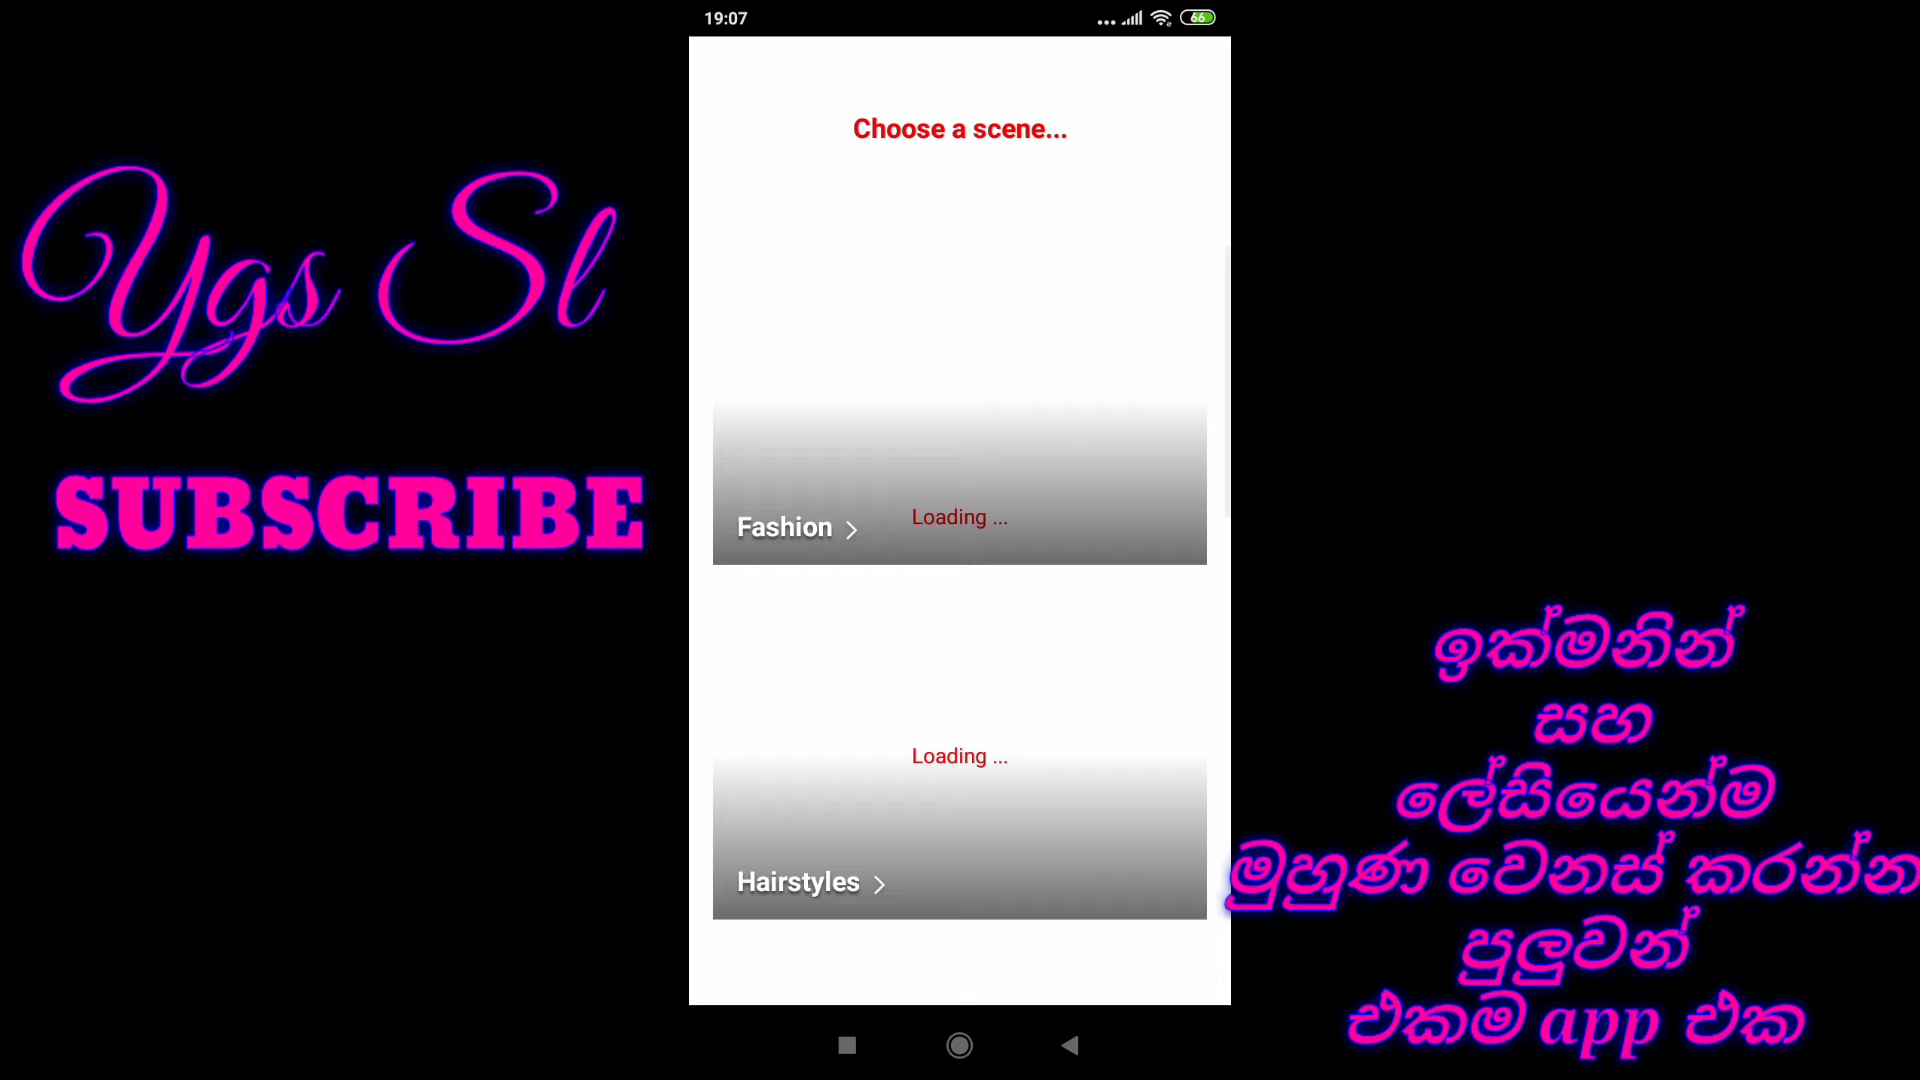 19:07
66
Choose a scene...
Ygs Sl
SUBSCRIBE
Loading ...
Fashion
Loading ...
Hairstyles
ඉක්මනින්
සහ
ලේසියෙන්ම
මුහුණ වෙනස් කරන්න
පුලුවන්
එකම app එක